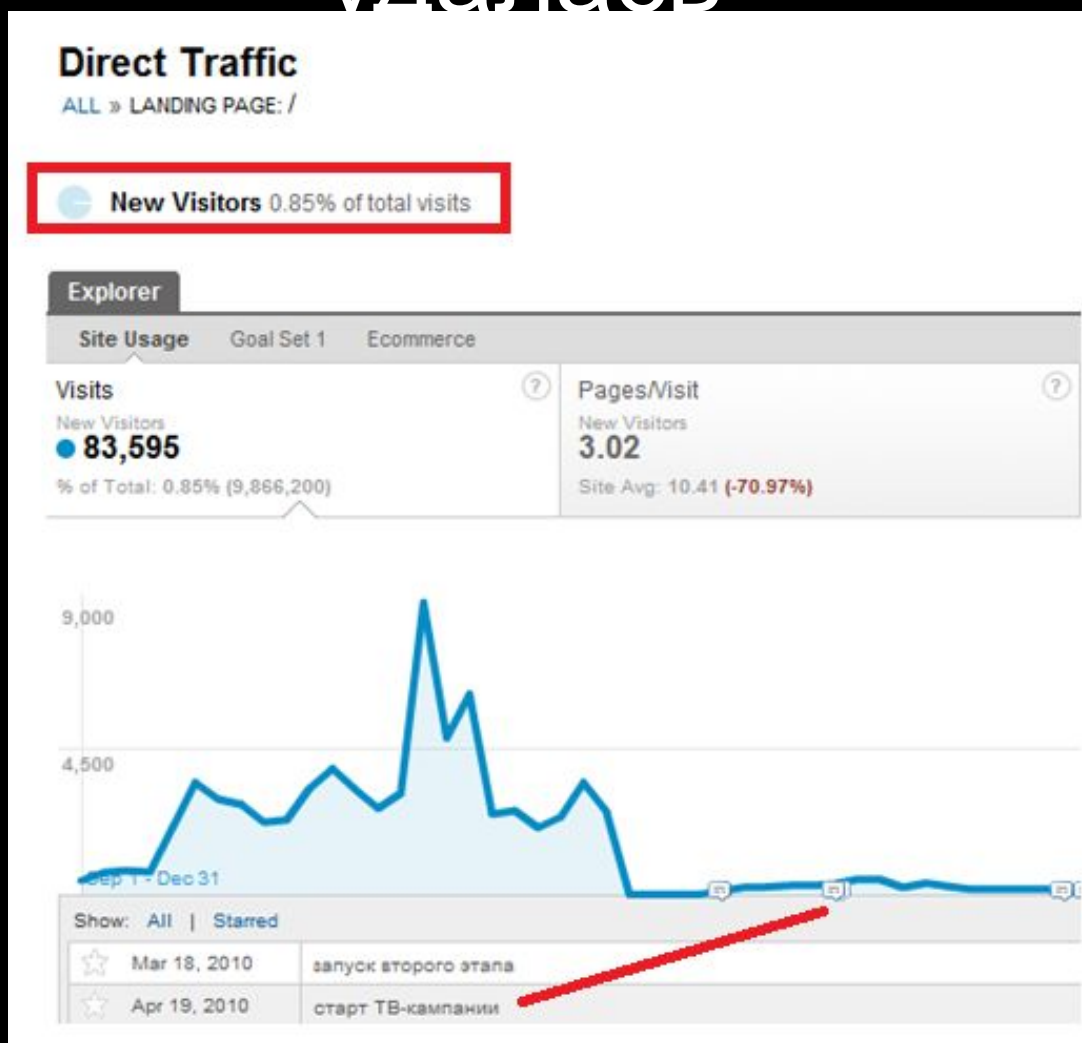 удалась
Direct Traffic
ALL » LANDING PAGE: /
New Visitors 0.85% of total visits
Explorer
Site Usage Goal Set 1 Ecommerce
Visits ?
New Visitors
83,595
% of Total: 0.85% (9,866,200)
Pages/Visit ?
New Visitors
3.02
Site Avg: 10.41 (-70.97%)
9,000
4,500
Sep 1 - Dec 31
Show: All | Starred
Mar 18, 2010 запуск второго этапа
Apr 19, 2010 старт ТВ-кампании